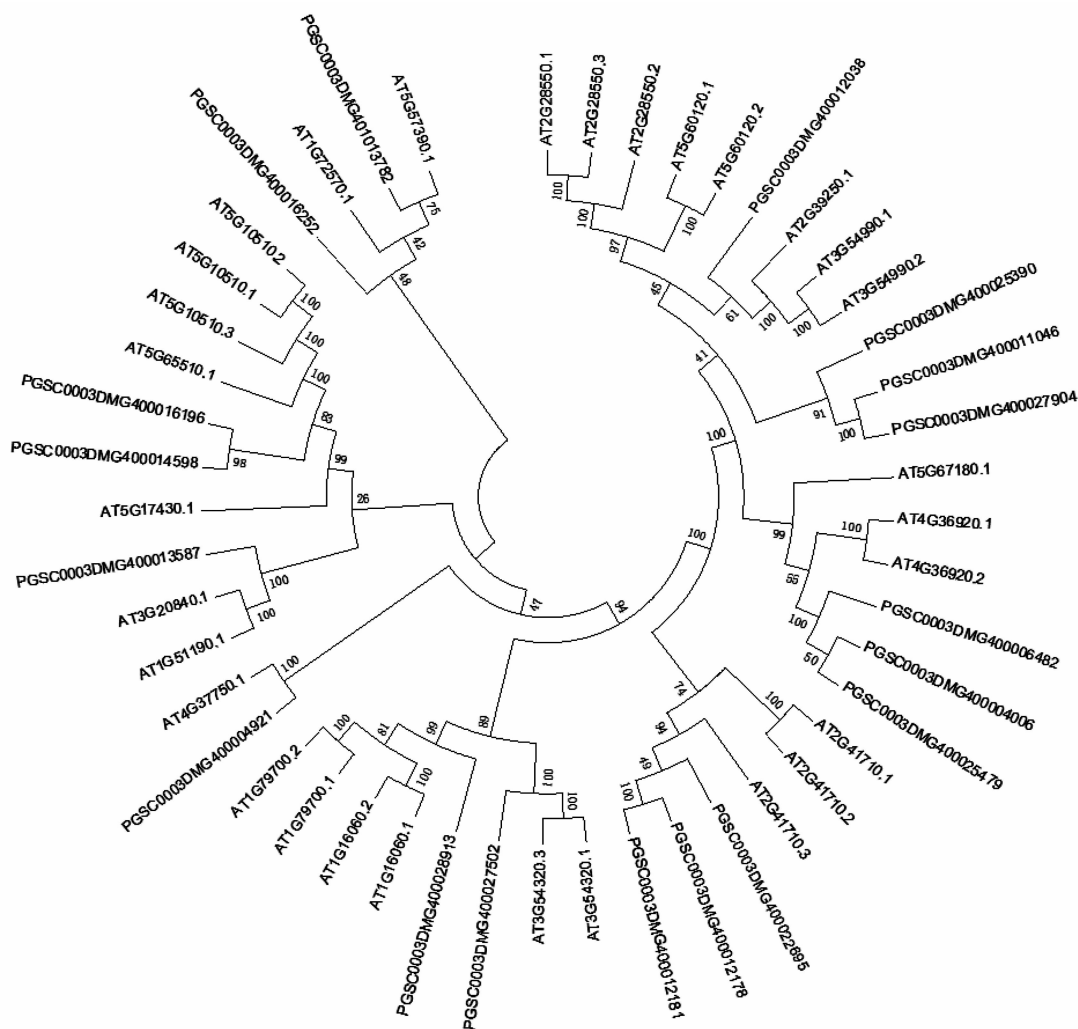 AT2G28550.1
AT2G28550.3
AT2G28550.2
AT5G60120.1
AT5G60120.2
PGSC0003DMG400012038
AT2G39250.1
AT3G54990.1
AT3G54990.2
PGSC0003DMG400025390
PGSC0003DMG400011046
PGSC0003DMG400027904
AT5G67180.1
AT4G36920.1
AT4G36920.2
PGSC0003DMG400006482
PGSC0003DMG400004006
PGSC0003DMG400025479
AT2G41710.1
AT2G41710.2
AT2G41710.3
PGSC0003DMG400022695
PGSC0003DMG400012178
PGSC0003DMG400012181
AT3G54320.1
AT3G54320.3
PGSC0003DMG400027502
PGSC0003DMG400028913
AT1G16060.1
AT1G16060.2
AT1G79700.1
AT1G79700.2
PGSC0003DMG400004921
AT4G37750.1
AT1G51190.1
AT3G20840.1
PGSC0003DMG400013587
AT5G17430.1
PGSC0003DMG400014598
PGSC0003DMG400016196
AT5G65510.1
AT5G10510.3
AT5G10510.1
AT5G10510.2
PGSC0003DMG400016252
AT1G72570.1
PGSC0003DMG401013782
AT5G57390.1
100
100
97
100
45
61
100
100
41
91
100
100
99
100
55
100
50
100
74
100
94
49
100
94
89
100
100
99
81
100
100
47
100
26
100
100
99
83
98
100
100
100
48
42
75